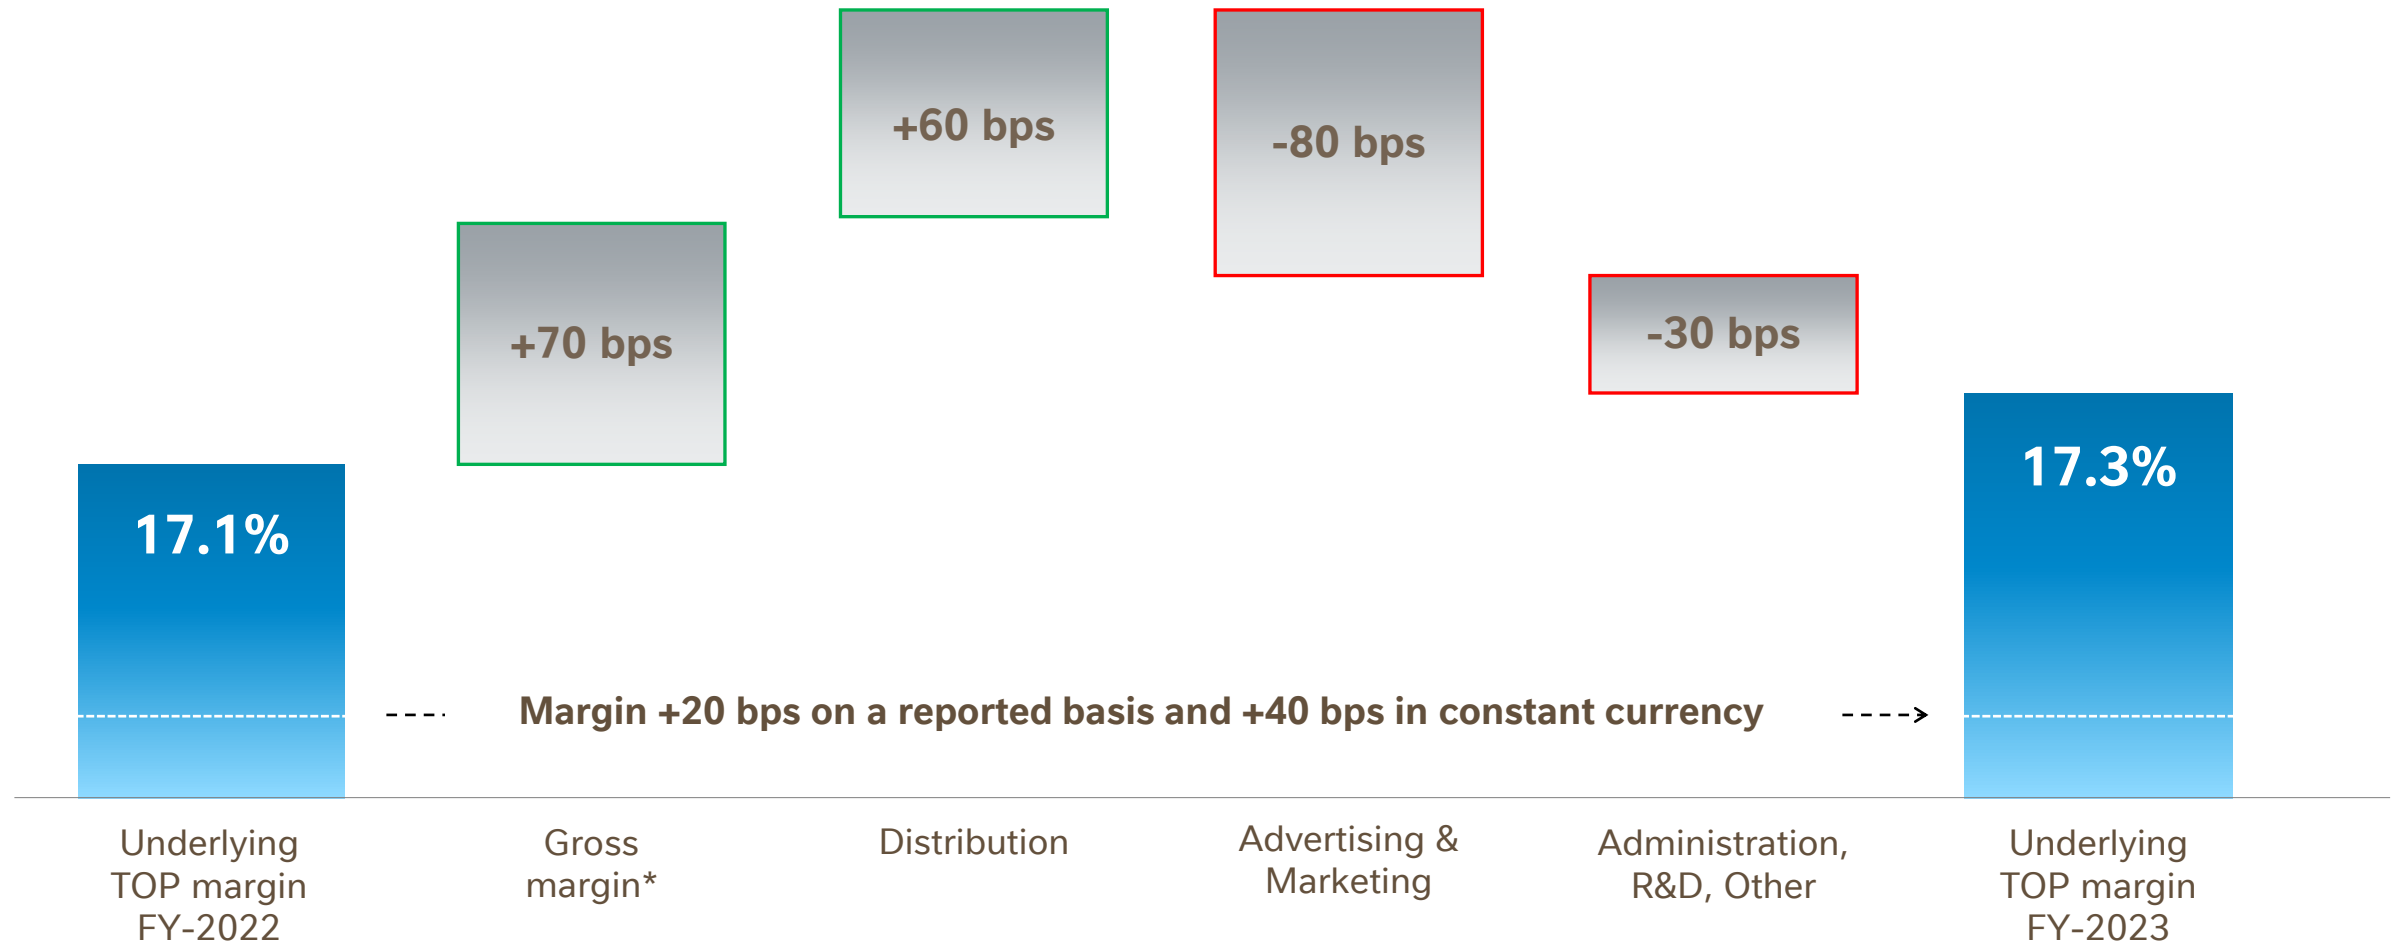 +60 bps
-80 bps
+70 bps
-30 bps
17.1%
17.3%
Margin +20 bps on a reported basis and +40 bps in constant currency
Underlying
TOP margin
FY-2022
Gross
margin*
Distribution
Advertising &
Marketing
Administration,
R&D, Other
Underlying
TOP margin
FY-2023